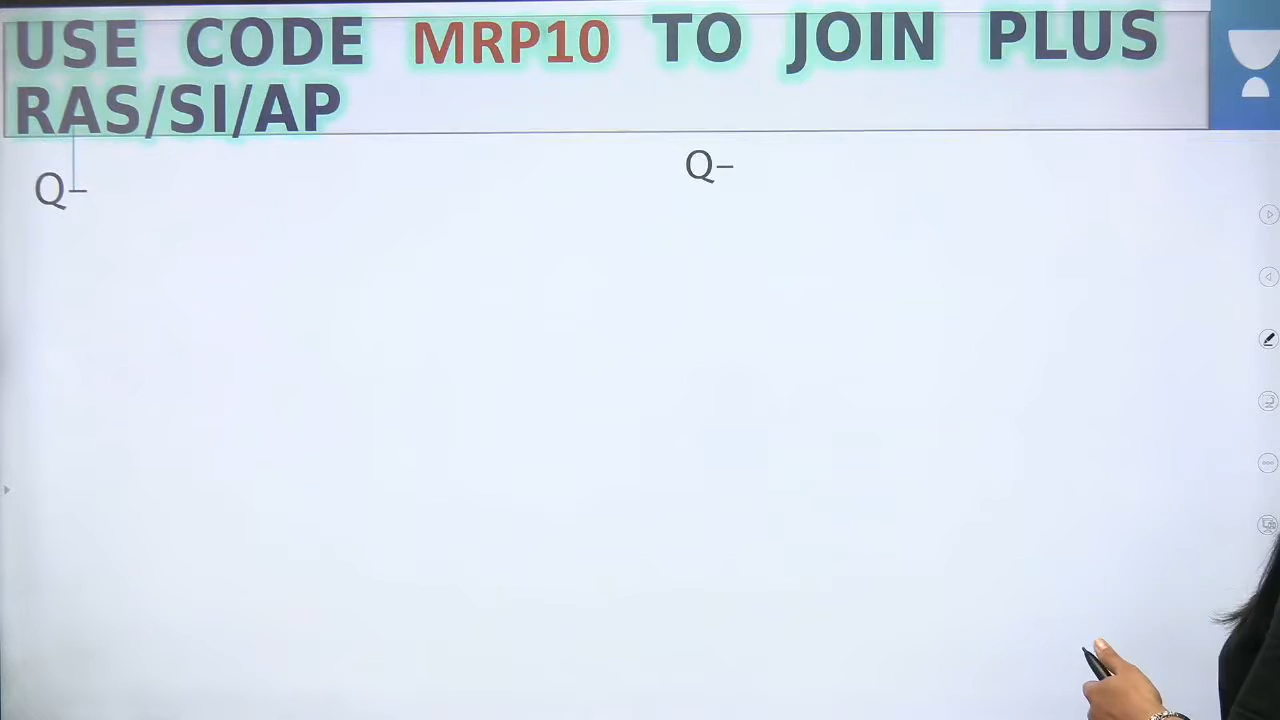 USE CODE MRP10 TO JOIN PLUS
RAS/SI/AP
Q–
Q–